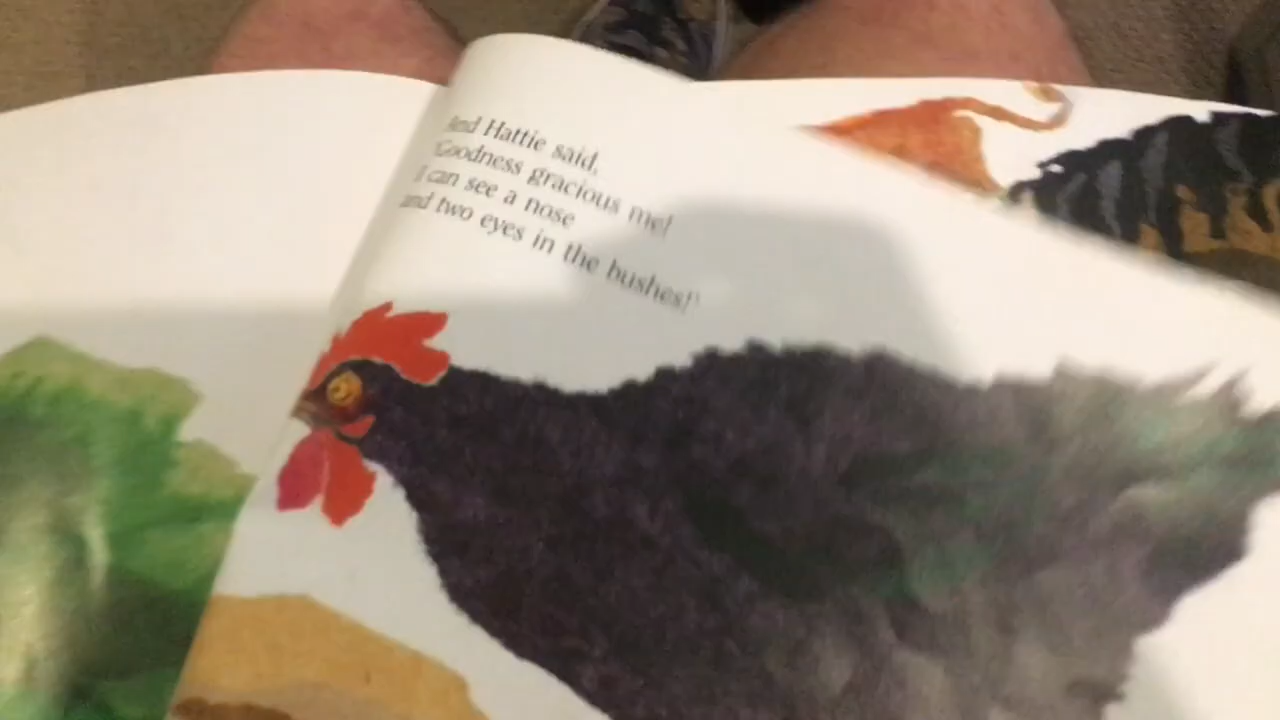 And Hattie said,
'Goodness gracious me!
I can see a nose
and two eyes in the bushes!'